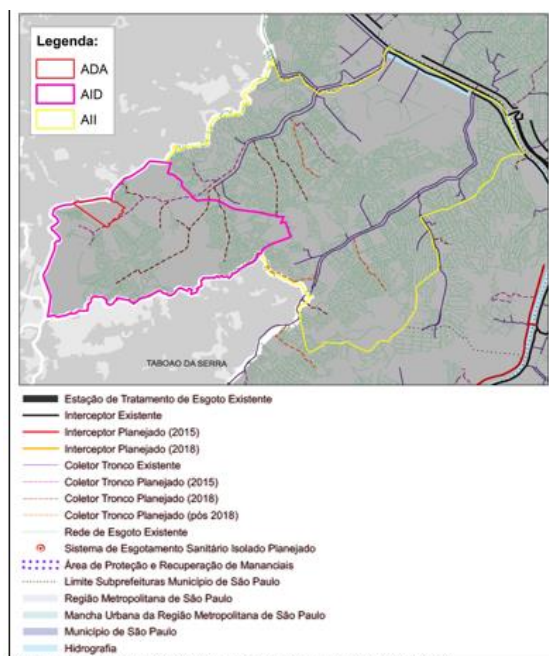 Legenda:
ADA
AID
AII
TABOAO DA SERRA
Estação de Tratamento de Esgoto Existente
Interceptor Existente
Interceptor Planejado (2015)
Interceptor Planejado (2018)
Coletor Tronco Existente
Coletor Tronco Planejado (2015)
Coletor Tronco Planejado (2018)
Coletor Tronco Planejado (pós 2018)
Rede de Esgoto Existente
Sistema de Esgotamento Sanitário Isolado Planejado
Área de Proteção e Recuperação de Mananciais
Limite Subprefeituras Município de São Paulo
Região Metropolitana de São Paulo
Mancha Urbana da Região Metropolitana de São Paulo
Município de São Paulo
Hidrografia